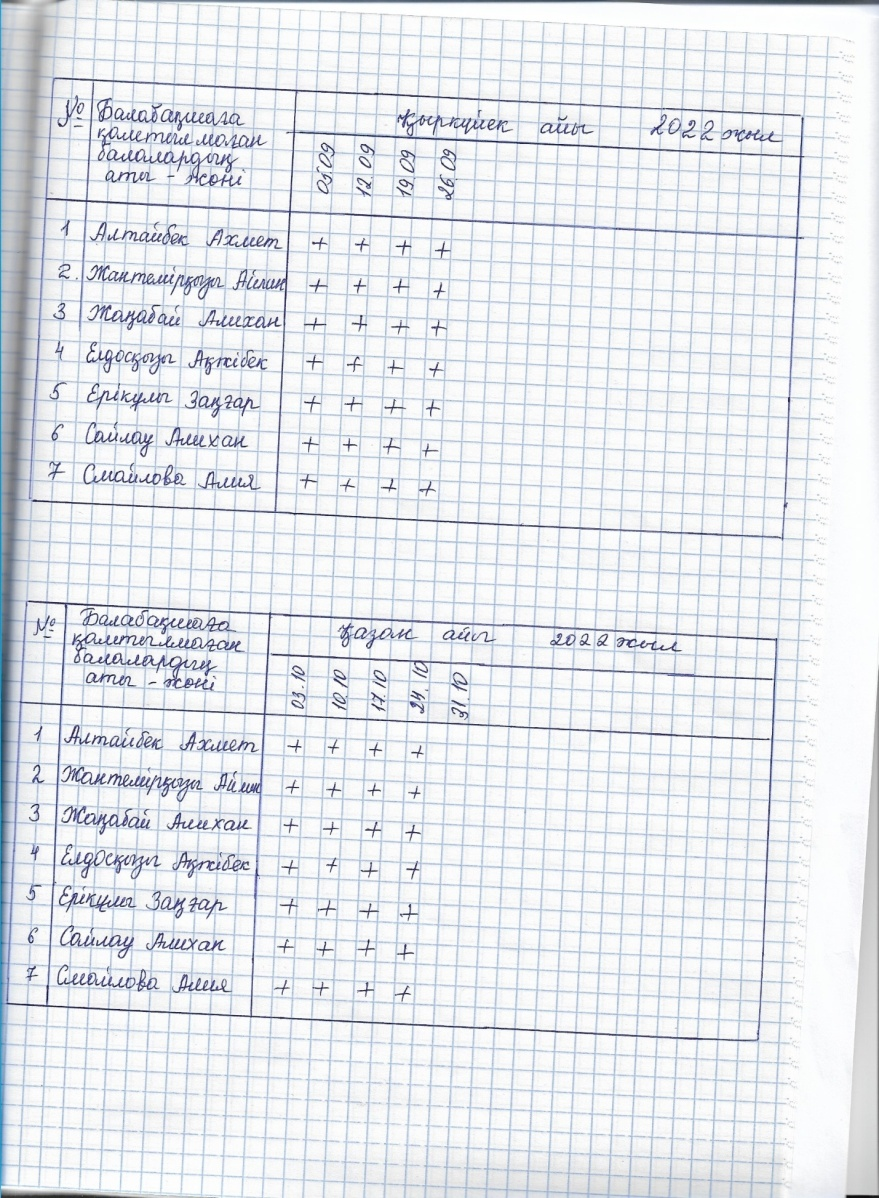 № Балабақшаға қамтылмаған балалардың аты - жөні Қыркүйек айы 2022 жыл
05.09 12.09 19.09 26.09
1 Алтайбек Ахмет + + + +
2. Жантемірқызы Айлин + + + +
3 Жаңабай Алихан + + + +
4 Елдосқызы Ақжібек + + + +
5 Ерікұлы Заңғар + + + +
6 Сайлау Алихан + + + +
7 Смайлова Алия + + + +
№ Балабақшаға қамтылмаған балалардың аты - жөні Қазан айы 2022 жыл
03.10 10.10 17.10 24.10 31.10
1 Алтайбек Ахмет + + + +
2 Жантемірқызы Айлин + + + +
3 Жаңабай Алихан + + + +
4 Елдосқызы Ақжібек + + + +
5 Ерікұлы Заңғар + + + +
6 Сайлау Алихан + + + +
7 Смайлова Алия + + + +